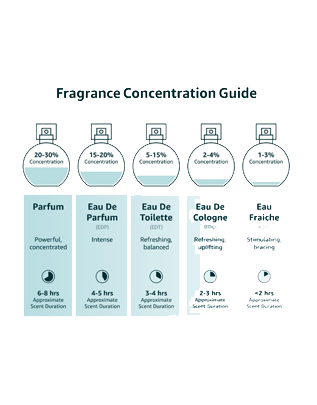 Fragrance Concentration Guide
20-30%
Concentration
15-20%
Concentration
5-15%
Concentration
2-4%
Concentration
1-3%
Concentration
Parfum
Powerful,
concentrated
6-8 hrs
Approximate
Scent Duration
Eau De
Parfum
(EDP)
Intense
4-5 hrs
Approximate
Scent Duration
Eau De
Toilette
(EDT)
Refreshing,
balanced
3-4 hrs
Approximate
Scent Duration
Eau De
Cologne
Refreshing,
uplifting
2-3 hrs
Approximate
Scent Duration
Eau
Fraiche
Stimulating,
bracing
<2 hrs
Approximate
Scent Duration